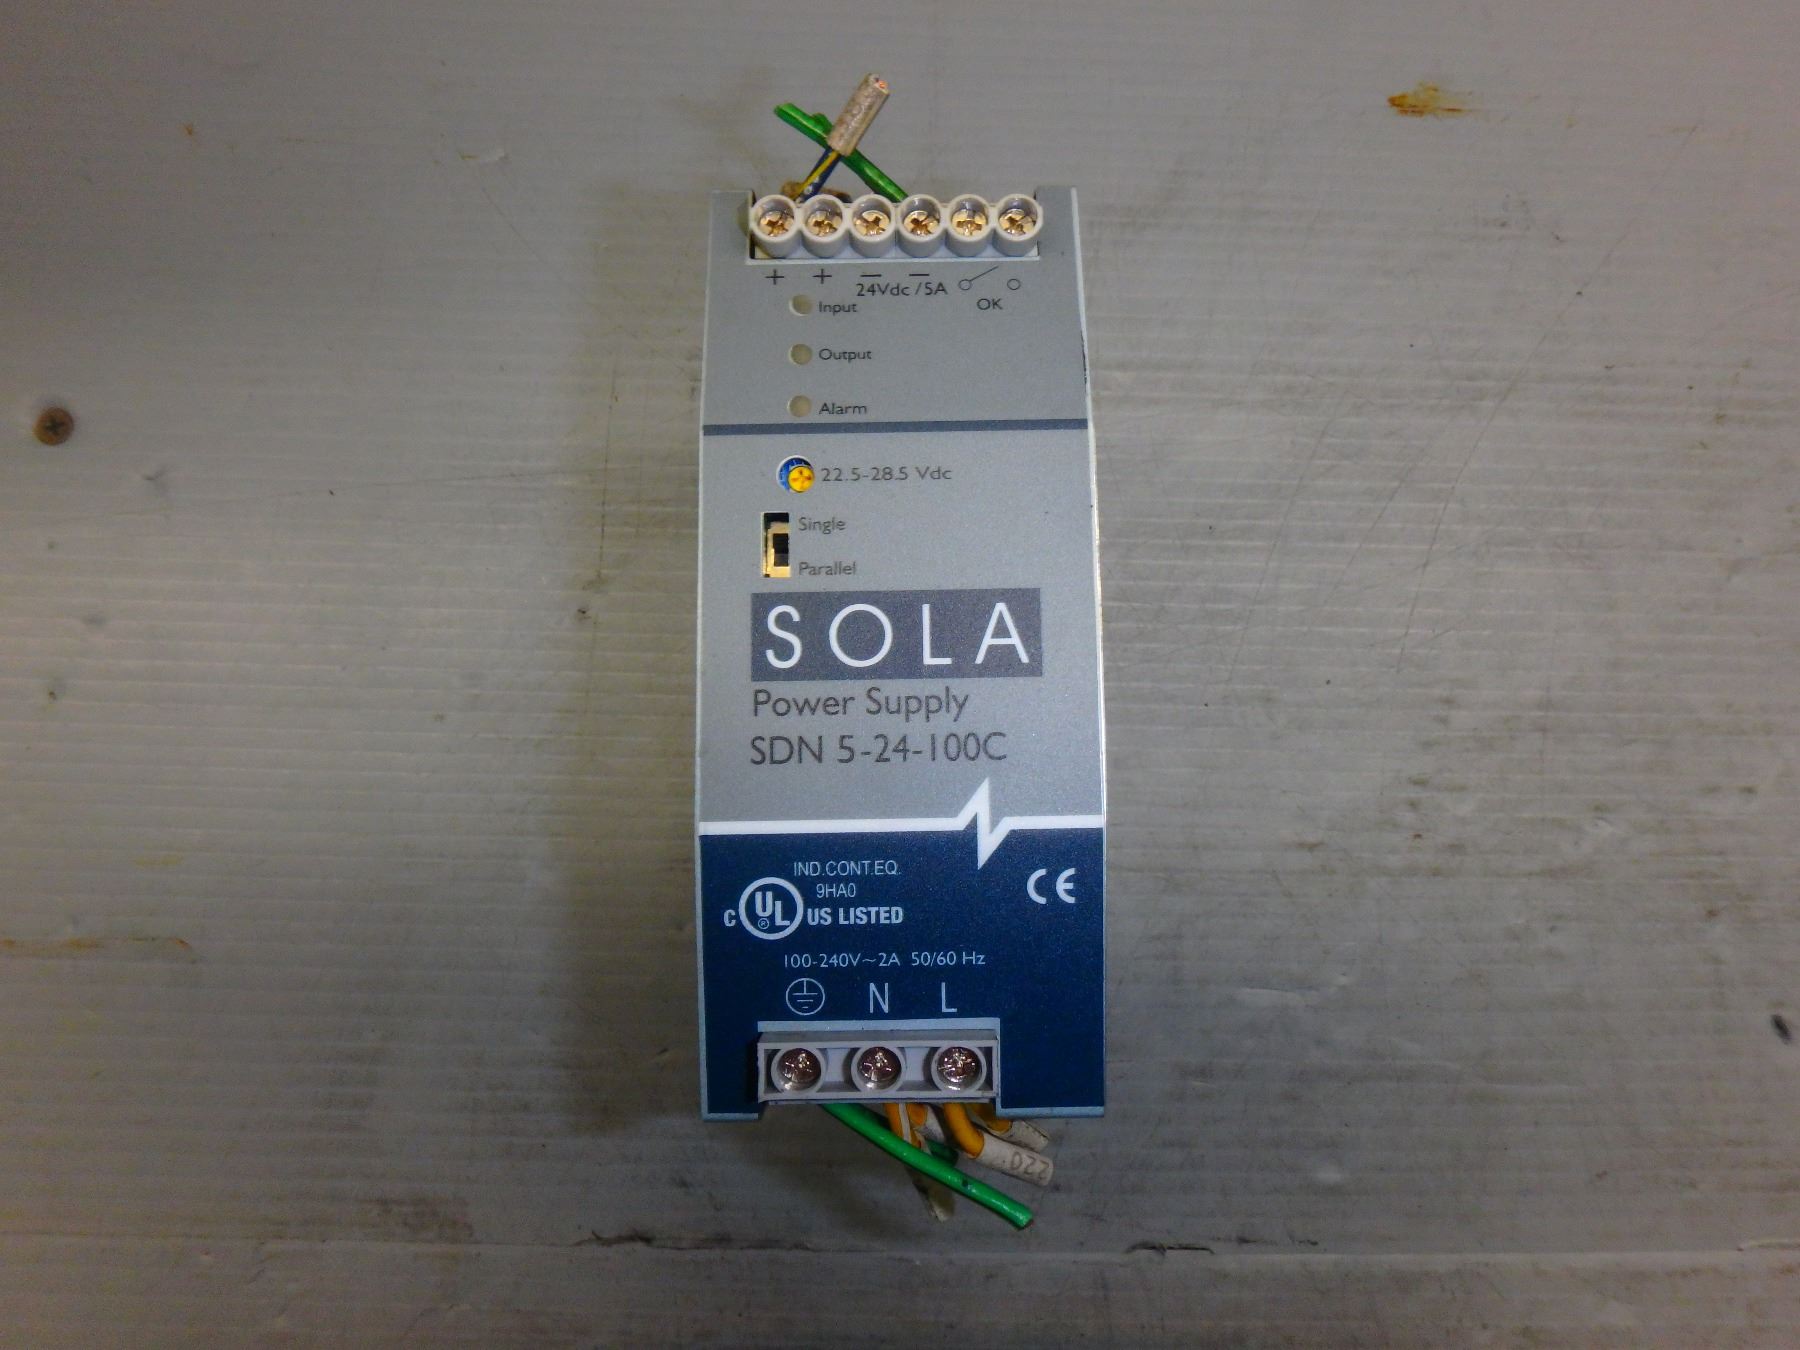 + + − −
24Vdc /5A
OK
Input
Output
Alarm
22.5-28.5 Vdc
Single
Parallel
SOLA
Power Supply
SDN 5-24-100C
IND.CONT.EQ.
9HA0
C UL ® US LISTED
CE
100-240V~2A 50/60 Hz
N L
D22